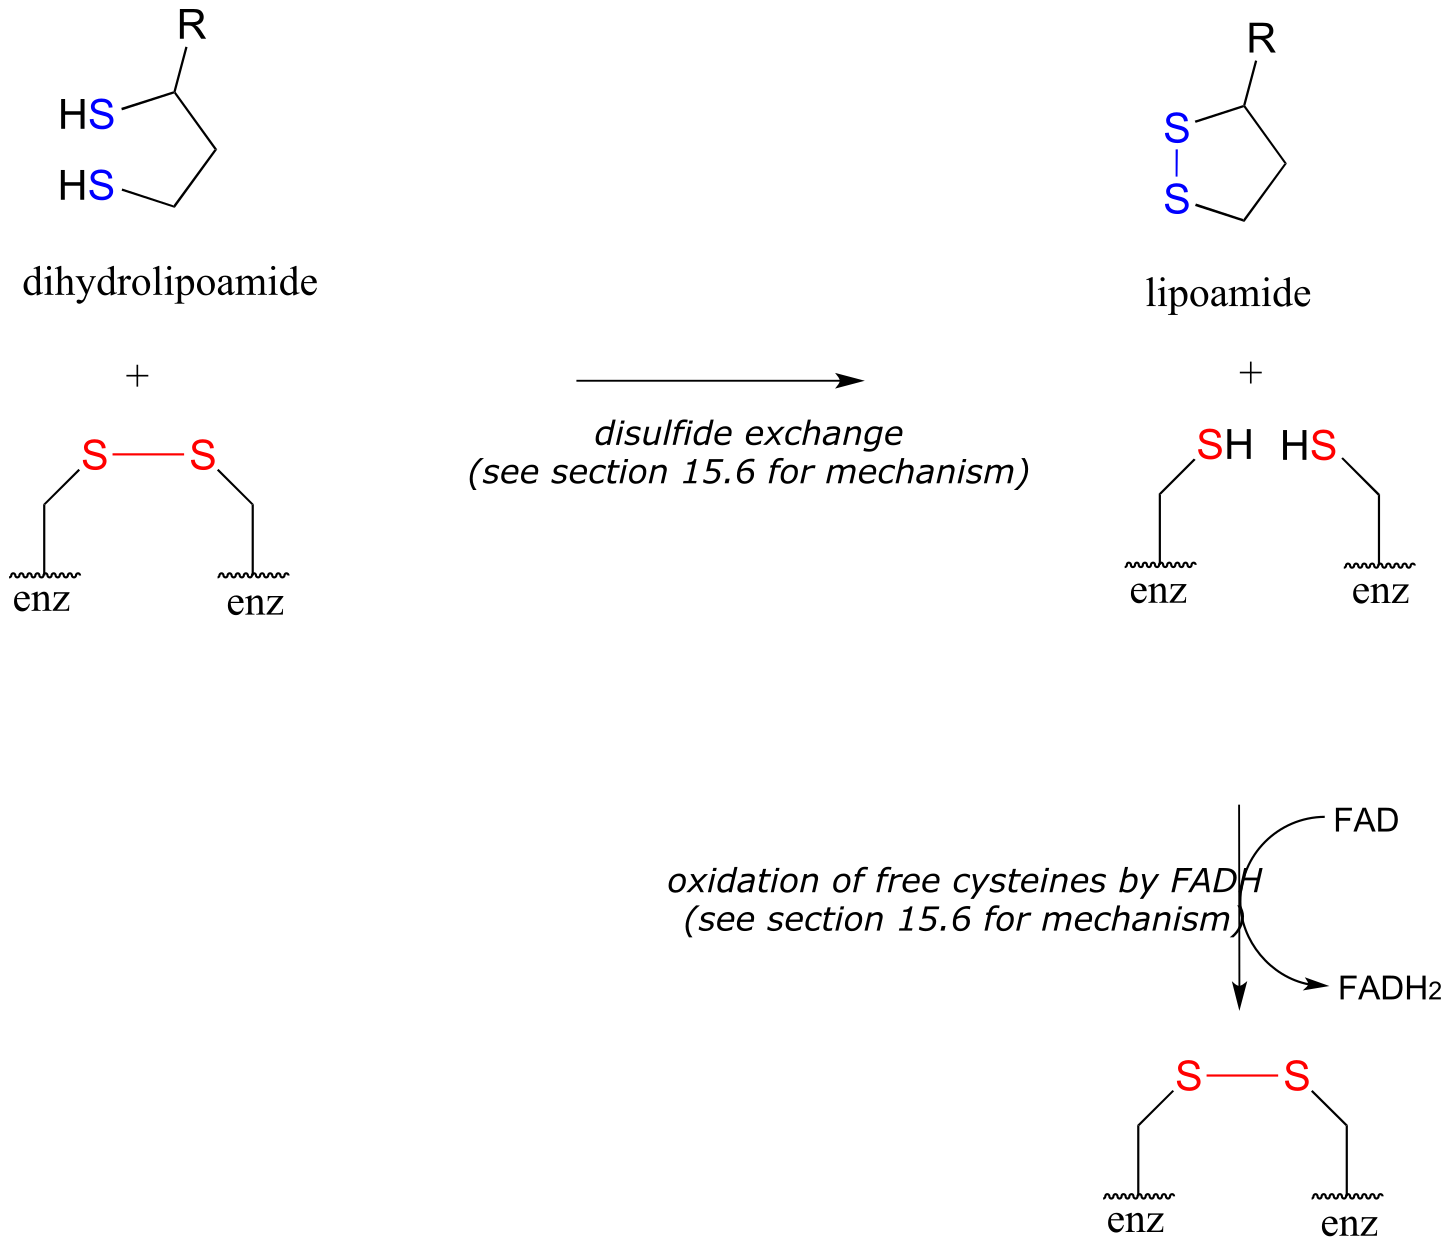 R
HS
HS
dihydrolipoamide
+
S S
enz enz
disulfide exchange
(see section 15.6 for mechanism)
R
S
S
lipoamide
+
SH HS
enz enz
oxidation of free cysteines by FADH
(see section 15.6 for mechanism)
FAD
FADH2
S S
enz enz